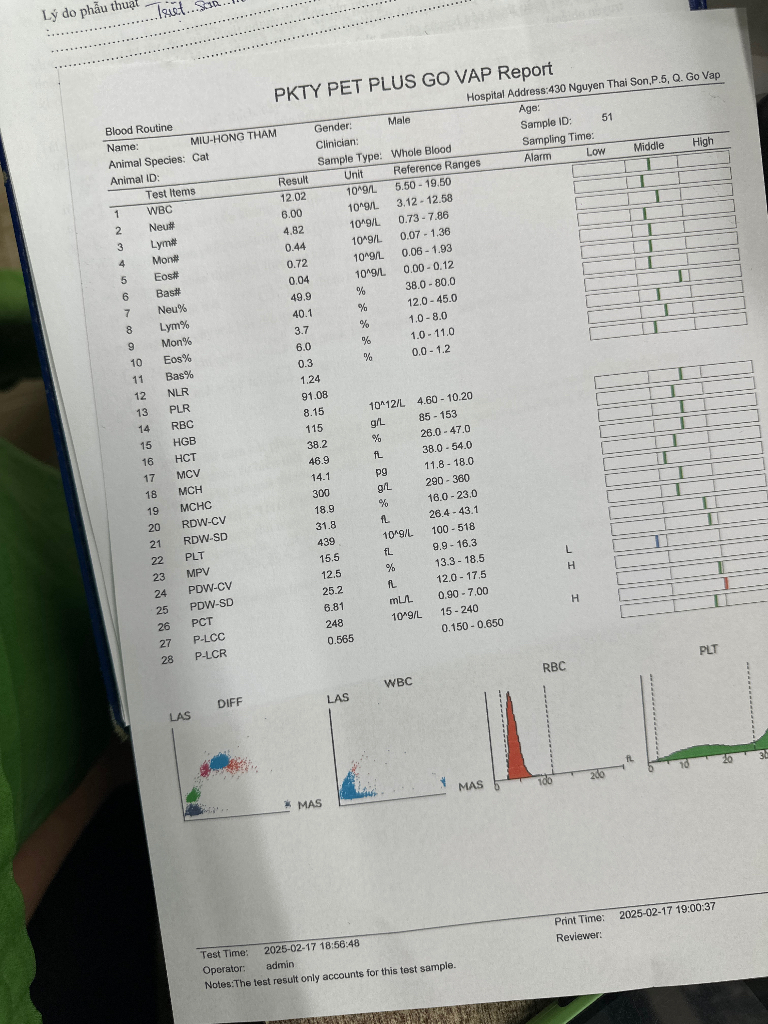 Lý do phẫu thuật Triệt sản
PKTY PET PLUS GO VAP Report
Hospital Address:430 Nguyen Thai Son,P.5, Q. Go Vap
Blood Routine
Name: MIU-HONG THAM Gender: Male Age:
Animal Species: Cat Clinician: Sample ID: 51
Animal ID: Sample Type: Whole Blood Sampling Time:
Test Items Result Unit Reference Ranges Alarm Low Middle High
1 WBC 12.02 10^9/L 5.50 - 19.50
2 Neu# 6.00 10^9/L 3.12 - 12.58
3 Lym# 4.82 10^9/L 0.73 - 7.86
4 Mon# 0.44 10^9/L 0.07 - 1.36
5 Eos# 0.72 10^9/L 0.06 - 1.93
6 Bas# 0.04 10^9/L 0.00 - 0.12
7 Neu% 49.9 % 38.0 - 80.0
8 Lym% 40.1 % 12.0 - 45.0
9 Mon% 3.7 % 1.0 - 8.0
10 Eos% 6.0 % 1.0 - 11.0
11 Bas% 0.3 % 0.0 - 1.2
12 NLR 1.24
13 PLR 91.08
14 RBC 8.15 10^12/L 4.60 - 10.20
15 HGB 115 g/L 85 - 153
16 HCT 38.2 % 26.0 - 47.0
17 MCV 46.9 fL 38.0 - 54.0
18 MCH 14.1 pg 11.8 - 18.0
19 MCHC 300 g/L 290 - 360
20 RDW-CV 18.9 % 16.0 - 23.0
21 RDW-SD 31.8 fL 26.4 - 43.1
22 PLT 439 10^9/L 100 - 518
23 MPV 15.5 fL 9.9 - 16.3
24 PDW-CV 12.5 % 13.3 - 18.5 L
25 PDW-SD 25.2 fL 12.0 - 17.5 H
26 PCT 6.81 mL/L 0.90 - 7.00
27 P-LCC 248 10^9/L 15 - 240 H
28 P-LCR 0.565 0.150 - 0.650
DIFF WBC RBC PLT
LAS LAS
MAS MAS 0 100 200 fL 0 10 20 30
Test Time: 2025-02-17 18:56:48 Print Time: 2025-02-17 19:00:37
Operator: admin Reviewer:
Notes:The test result only accounts for this test sample.